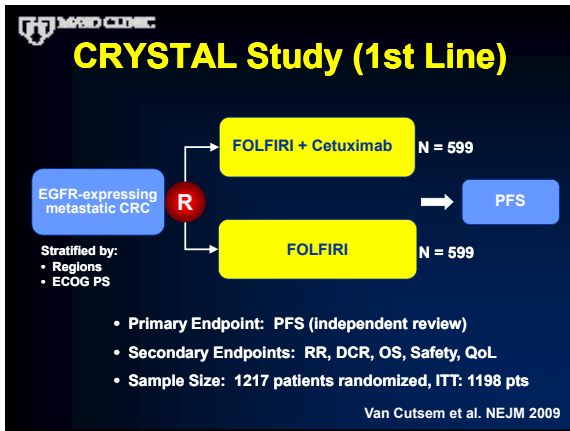 MAYO CLINIC
CRYSTAL Study (1st Line)
FOLFIRI + Cetuximab
N = 599
EGFR-expressing
metastatic CRC
R
PFS
FOLFIRI
N = 599
Stratified by:
• Regions
• ECOG PS
• Primary Endpoint: PFS (independent review)
• Secondary Endpoints: RR, DCR, OS, Safety, QoL
• Sample Size: 1217 patients randomized, ITT: 1198 pts
Van Cutsem et al. NEJM 2009